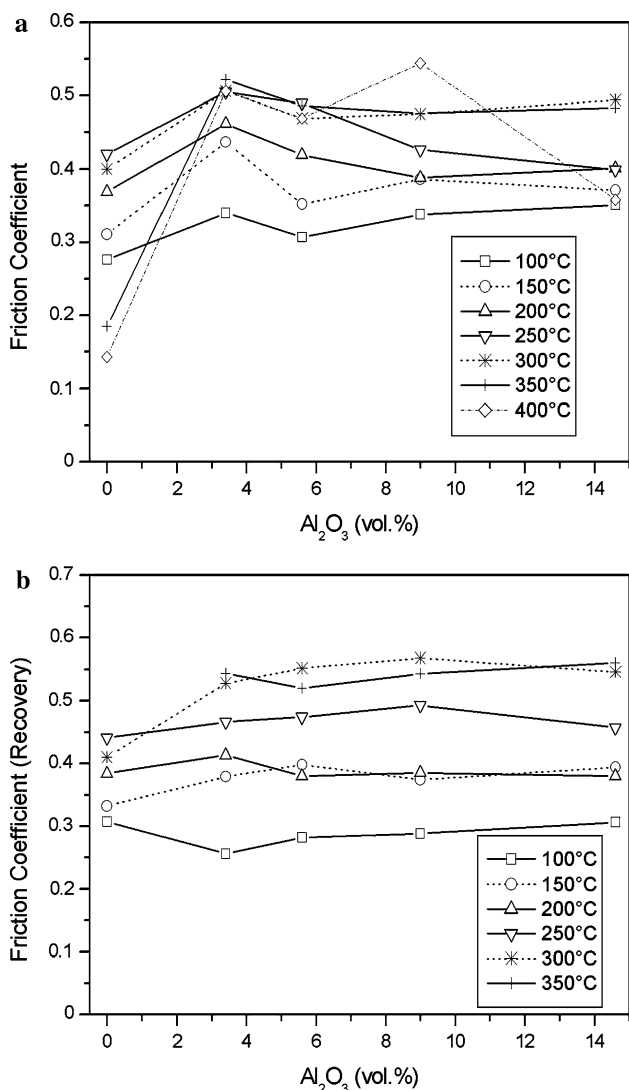 a
0.6
0.5
0.4
0.3
0.2
0.1
0
Friction Coefficient
100°C
150°C
200°C
250°C
300°C
350°C
400°C
0 2 4 6 8 10 12 14
Al₂O₃ (vol.%)
b
0.7
0.6
0.5
0.4
0.3
0.2
0.1
0
Friction Coefficient (Recovery)
100°C
150°C
200°C
250°C
300°C
350°C
0 2 4 6 8 10 12 14
Al₂O₃ (vol.%)